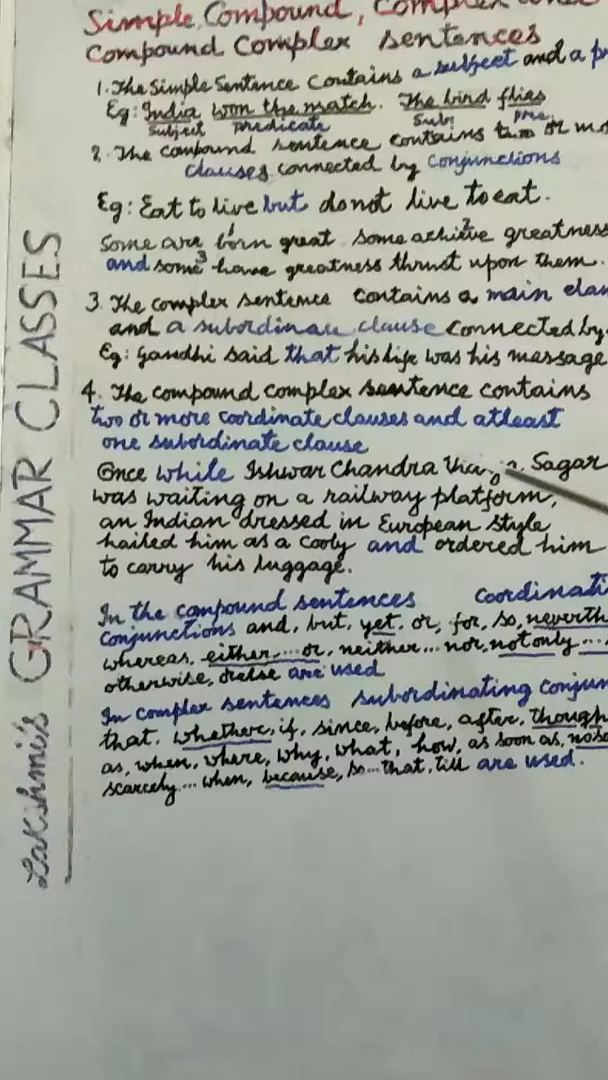 Simple, Compound, Complex and
Compound Complex sentences
1. The Simple Sentence contains a subject and a
Eg: India won the match. The bird flies
Subject Predicate Subj Pre
2. The compound sentence contains two or
clauses connected by conjunctions
Eg: Eat to live but do not live to eat.
1 2
Some are born great some achieve greatness
3
and some have greatness thrust upon them.
3. The complex sentence contains a main
and a subordinate clause connected by
Eg: Gandhi said that his life was his message
4. The compound complex sentence contains
two or more coordinate clauses and atleast
one subordinate clause
Once while Ishwar Chandra Sagar
was waiting on a railway platform,
an Indian dressed in European style
hailed him as a cooly and ordered him
to carry his luggage.
In the compound sentences
conjunctions and, but, yet, or, for, so,
whereas, either...or, neither...nor, not only....
otherwise, or else are used
In complex sentences subordinating
that, whether, if, since, before, after, though
as, when, where, why, what, how, as soon as,
scarcely...when, because, so...that, till are used.
Lakshmi's GRAMMAR CLASSES